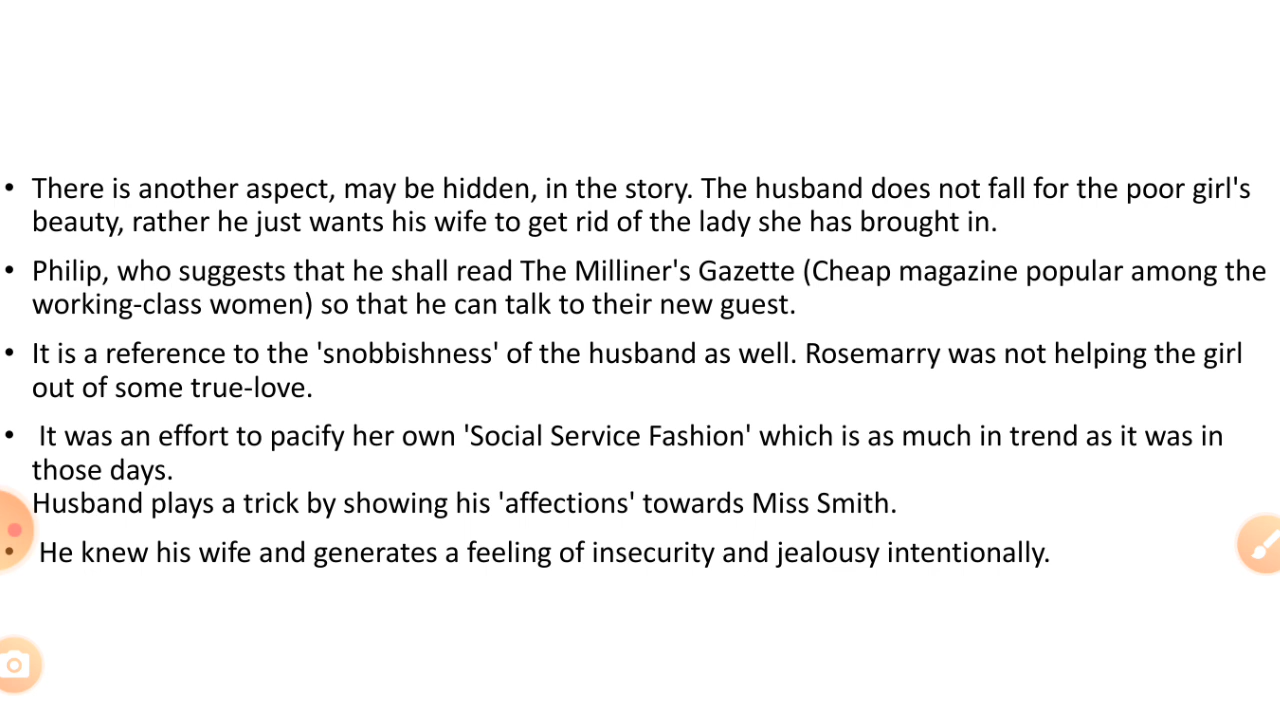 • There is another aspect, may be hidden, in the story. The husband does not fall for the poor girl's
beauty, rather he just wants his wife to get rid of the lady she has brought in.
• Philip, who suggests that he shall read The Milliner's Gazette (Cheap magazine popular among the
working-class women) so that he can talk to their new guest.
• It is a reference to the 'snobbishness' of the husband as well. Rosemarry was not helping the girl
out of some true-love.
• It was an effort to pacify her own 'Social Service Fashion' which is as much in trend as it was in
those days.
Husband plays a trick by showing his 'affections' towards Miss Smith.
• He knew his wife and generates a feeling of insecurity and jealousy intentionally.